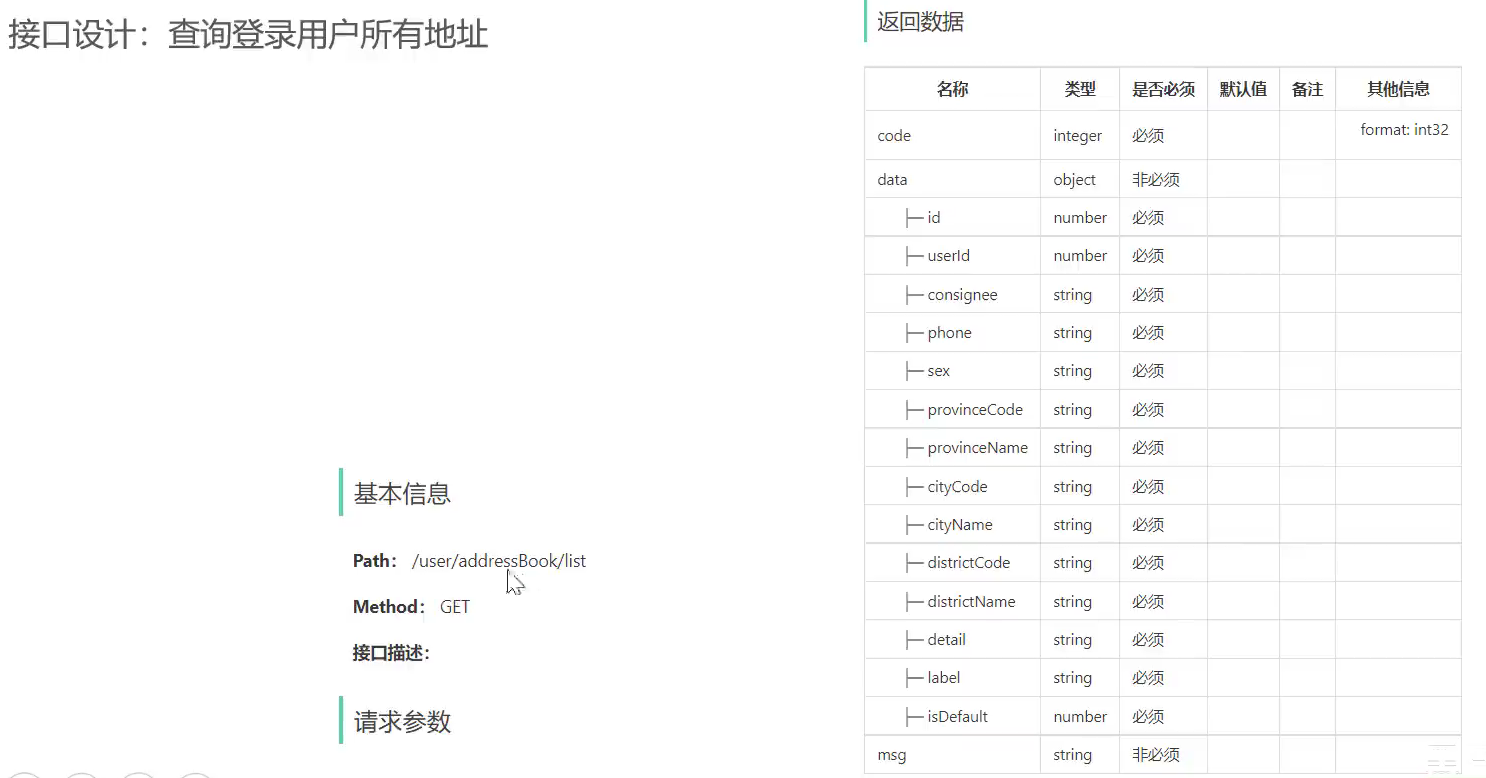 接口设计：查询登录用户所有地址
基本信息
Path： /user/addressBook/list
Method： GET
接口描述：
请求参数
返回数据
名称 类型 是否必须 默认值 备注 其他信息
code integer 必须 format: int32
data object 非必须
├─ id number 必须
├─ userId number 必须
├─ consignee string 必须
├─ phone string 必须
├─ sex string 必须
├─ provinceCode string 必须
├─ provinceName string 必须
├─ cityCode string 必须
├─ cityName string 必须
├─ districtCode string 必须
├─ districtName string 必须
├─ detail string 必须
├─ label string 必须
├─ isDefault number 必须
msg string 非必须